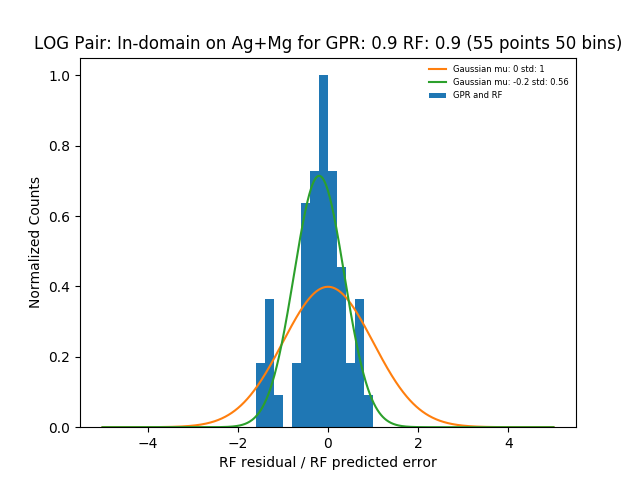 LOG Pair: In-domain on Ag+Mg for GPR: 0.9 RF: 0.9 (55 points 50 bins)
Gaussian mu: 0 std: 1
Gaussian mu: -0.2 std: 0.56
GPR and RF
Normalized Counts
1.0
0.8
0.6
0.4
0.2
0.0
−4
−2
0
2
4
RF residual / RF predicted error